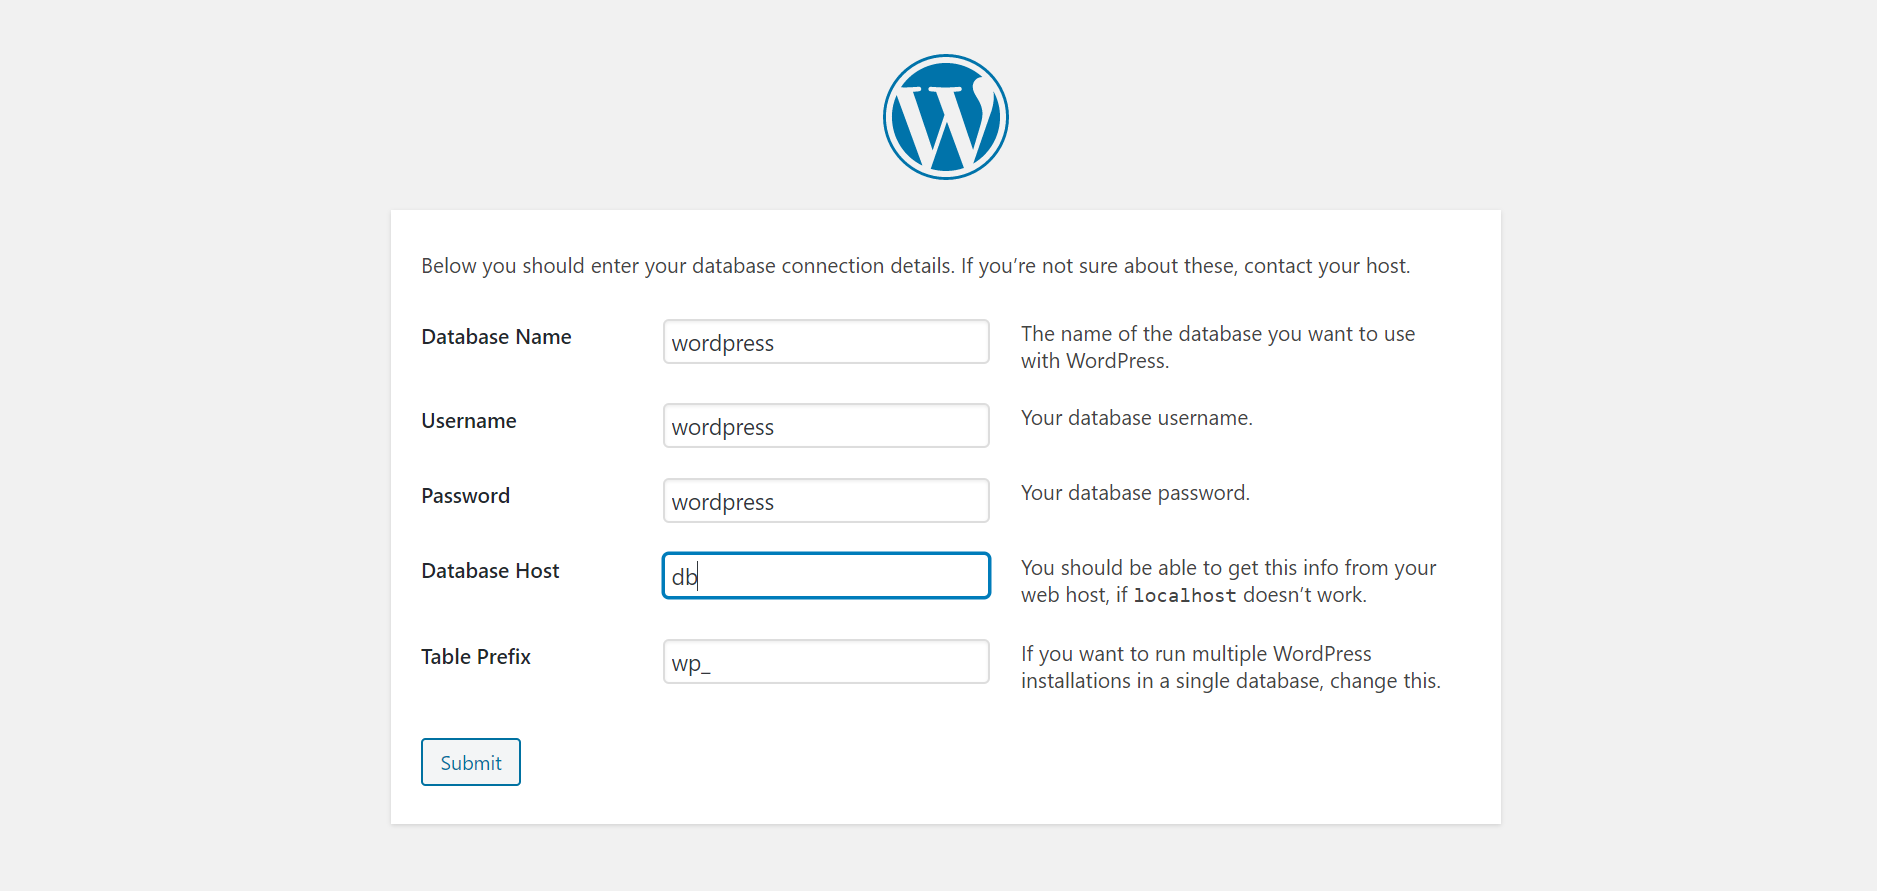 Below you should enter your database connection details. If you’re not sure about these, contact your host.
Database Name
wordpress
The name of the database you want to use
with WordPress.
Username
wordpress
Your database username.
Password
wordpress
Your database password.
Database Host
db
You should be able to get this info from your
web host, if localhost doesn’t work.
Table Prefix
wp_
If you want to run multiple WordPress
installations in a single database, change this.
Submit